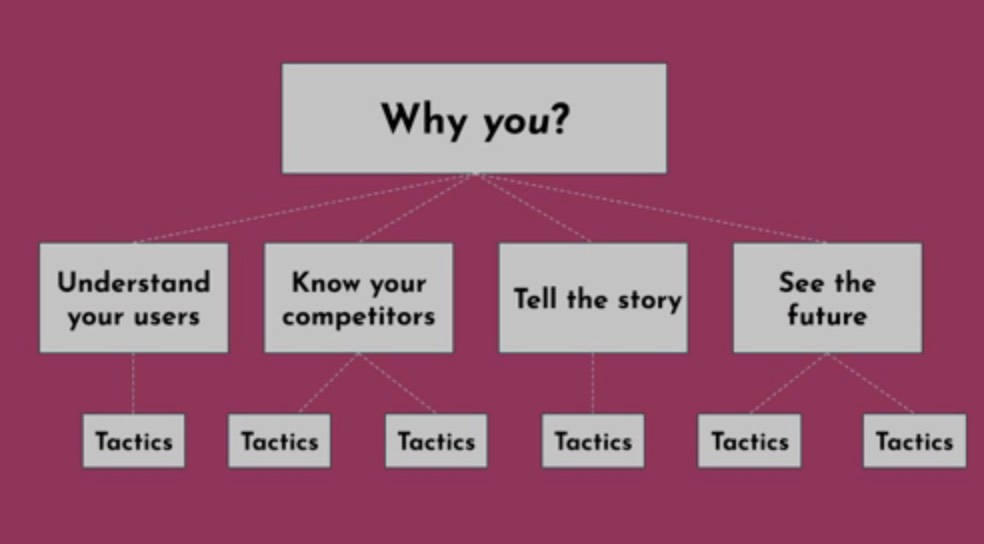 Why you?
Understand
your users
Know your
competitors
Tell the story
See the
future
Tactics
Tactics
Tactics
Tactics
Tactics
Tactics